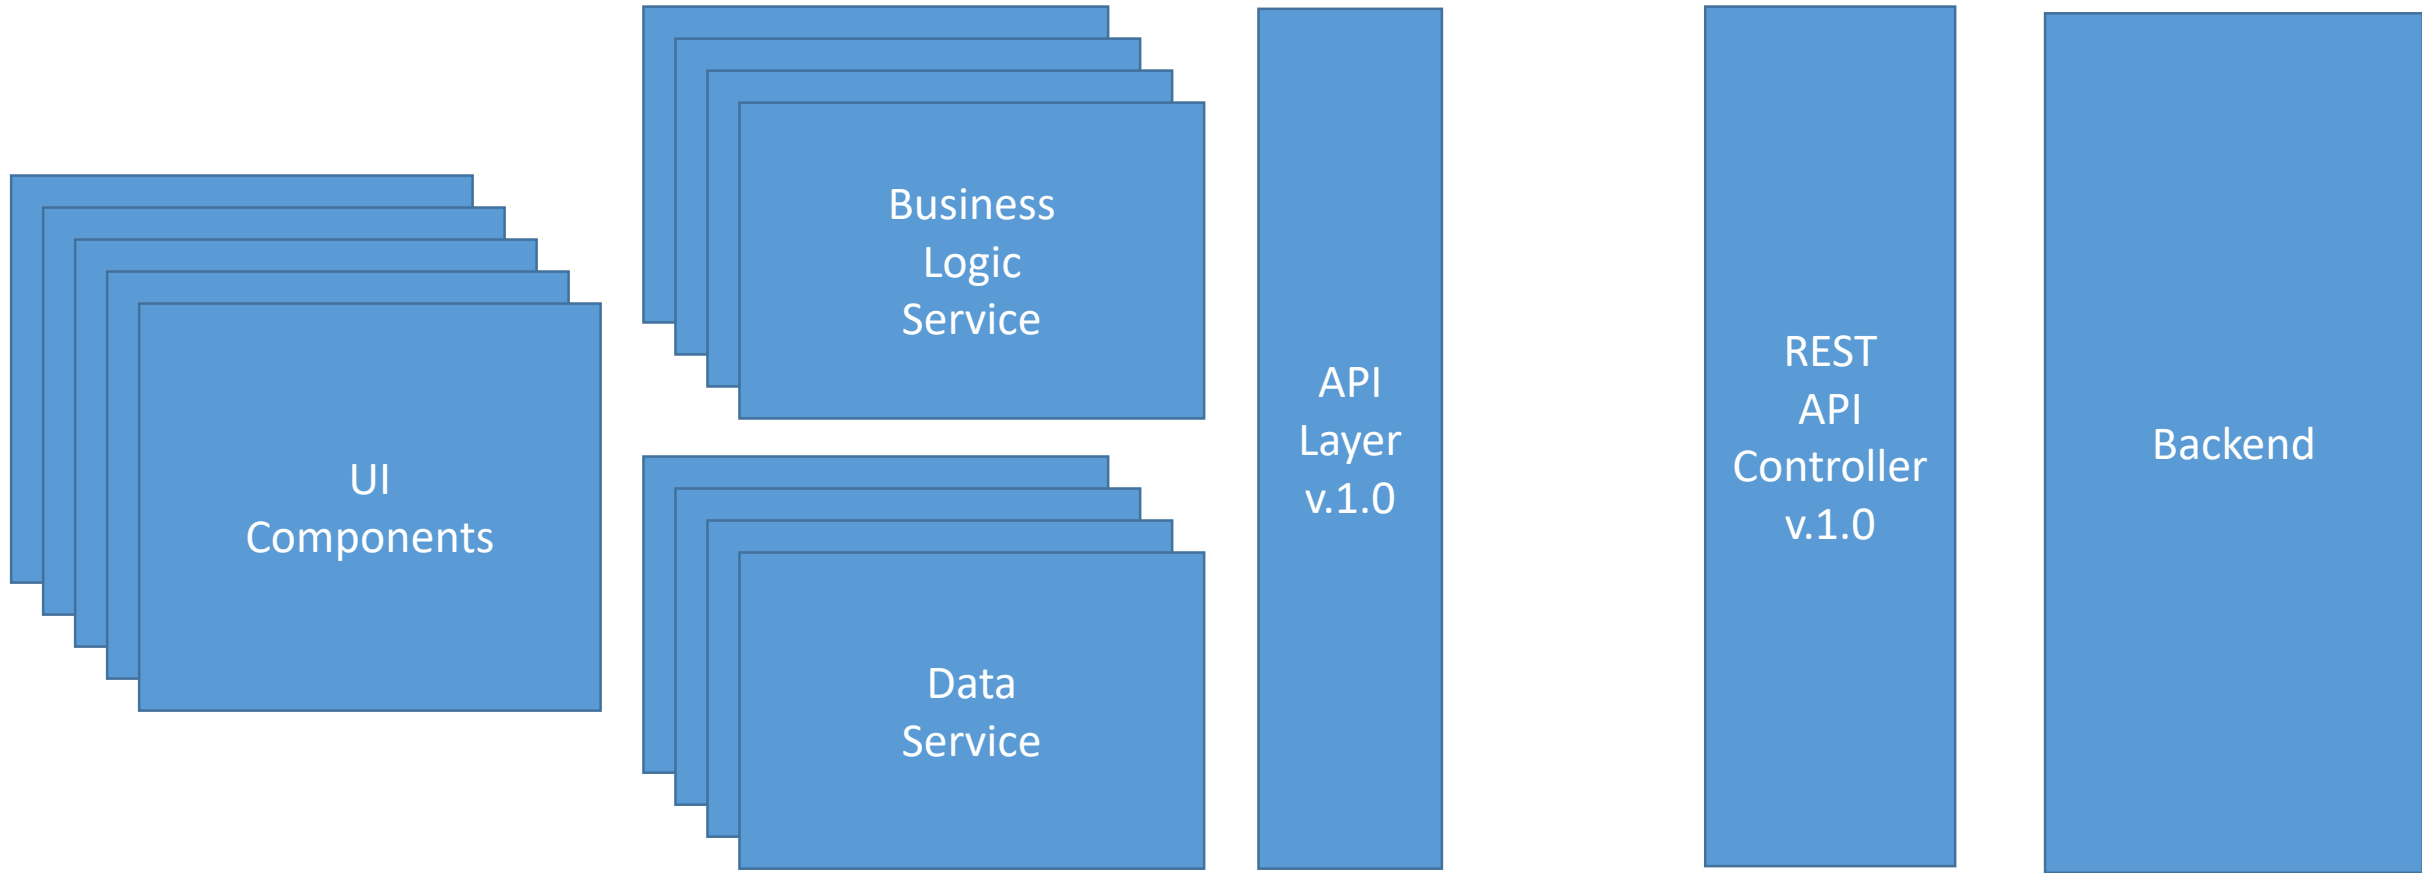 UI
Components
Business
Logic
Service
Data
Service
API
Layer
v.1.0
REST
API
Controller
v.1.0
Backend